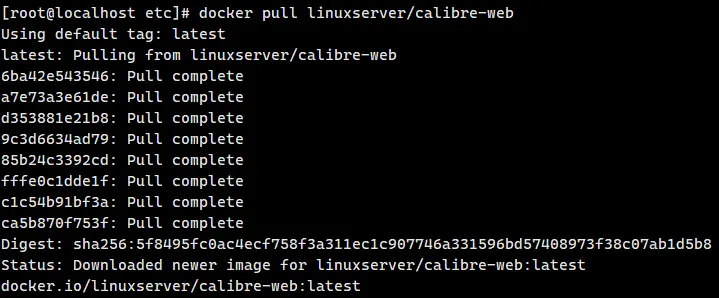 [root@localhost etc]# docker pull linuxserver/calibre-web
Using default tag: latest
latest: Pulling from linuxserver/calibre-web
6ba42e543546: Pull complete
a7e73a3e61de: Pull complete
d353881e21b8: Pull complete
9c3d6634ad79: Pull complete
85b24c3392cd: Pull complete
fffe0c1dde1f: Pull complete
c1c54b91bf3a: Pull complete
ca5b870f753f: Pull complete
Digest: sha256:5f8495fc0ac4ecf758f3a311ec1c907746a331596bd57408973f38c07ab1d5b8
Status: Downloaded newer image for linuxserver/calibre-web:latest
docker.io/linuxserver/calibre-web:latest